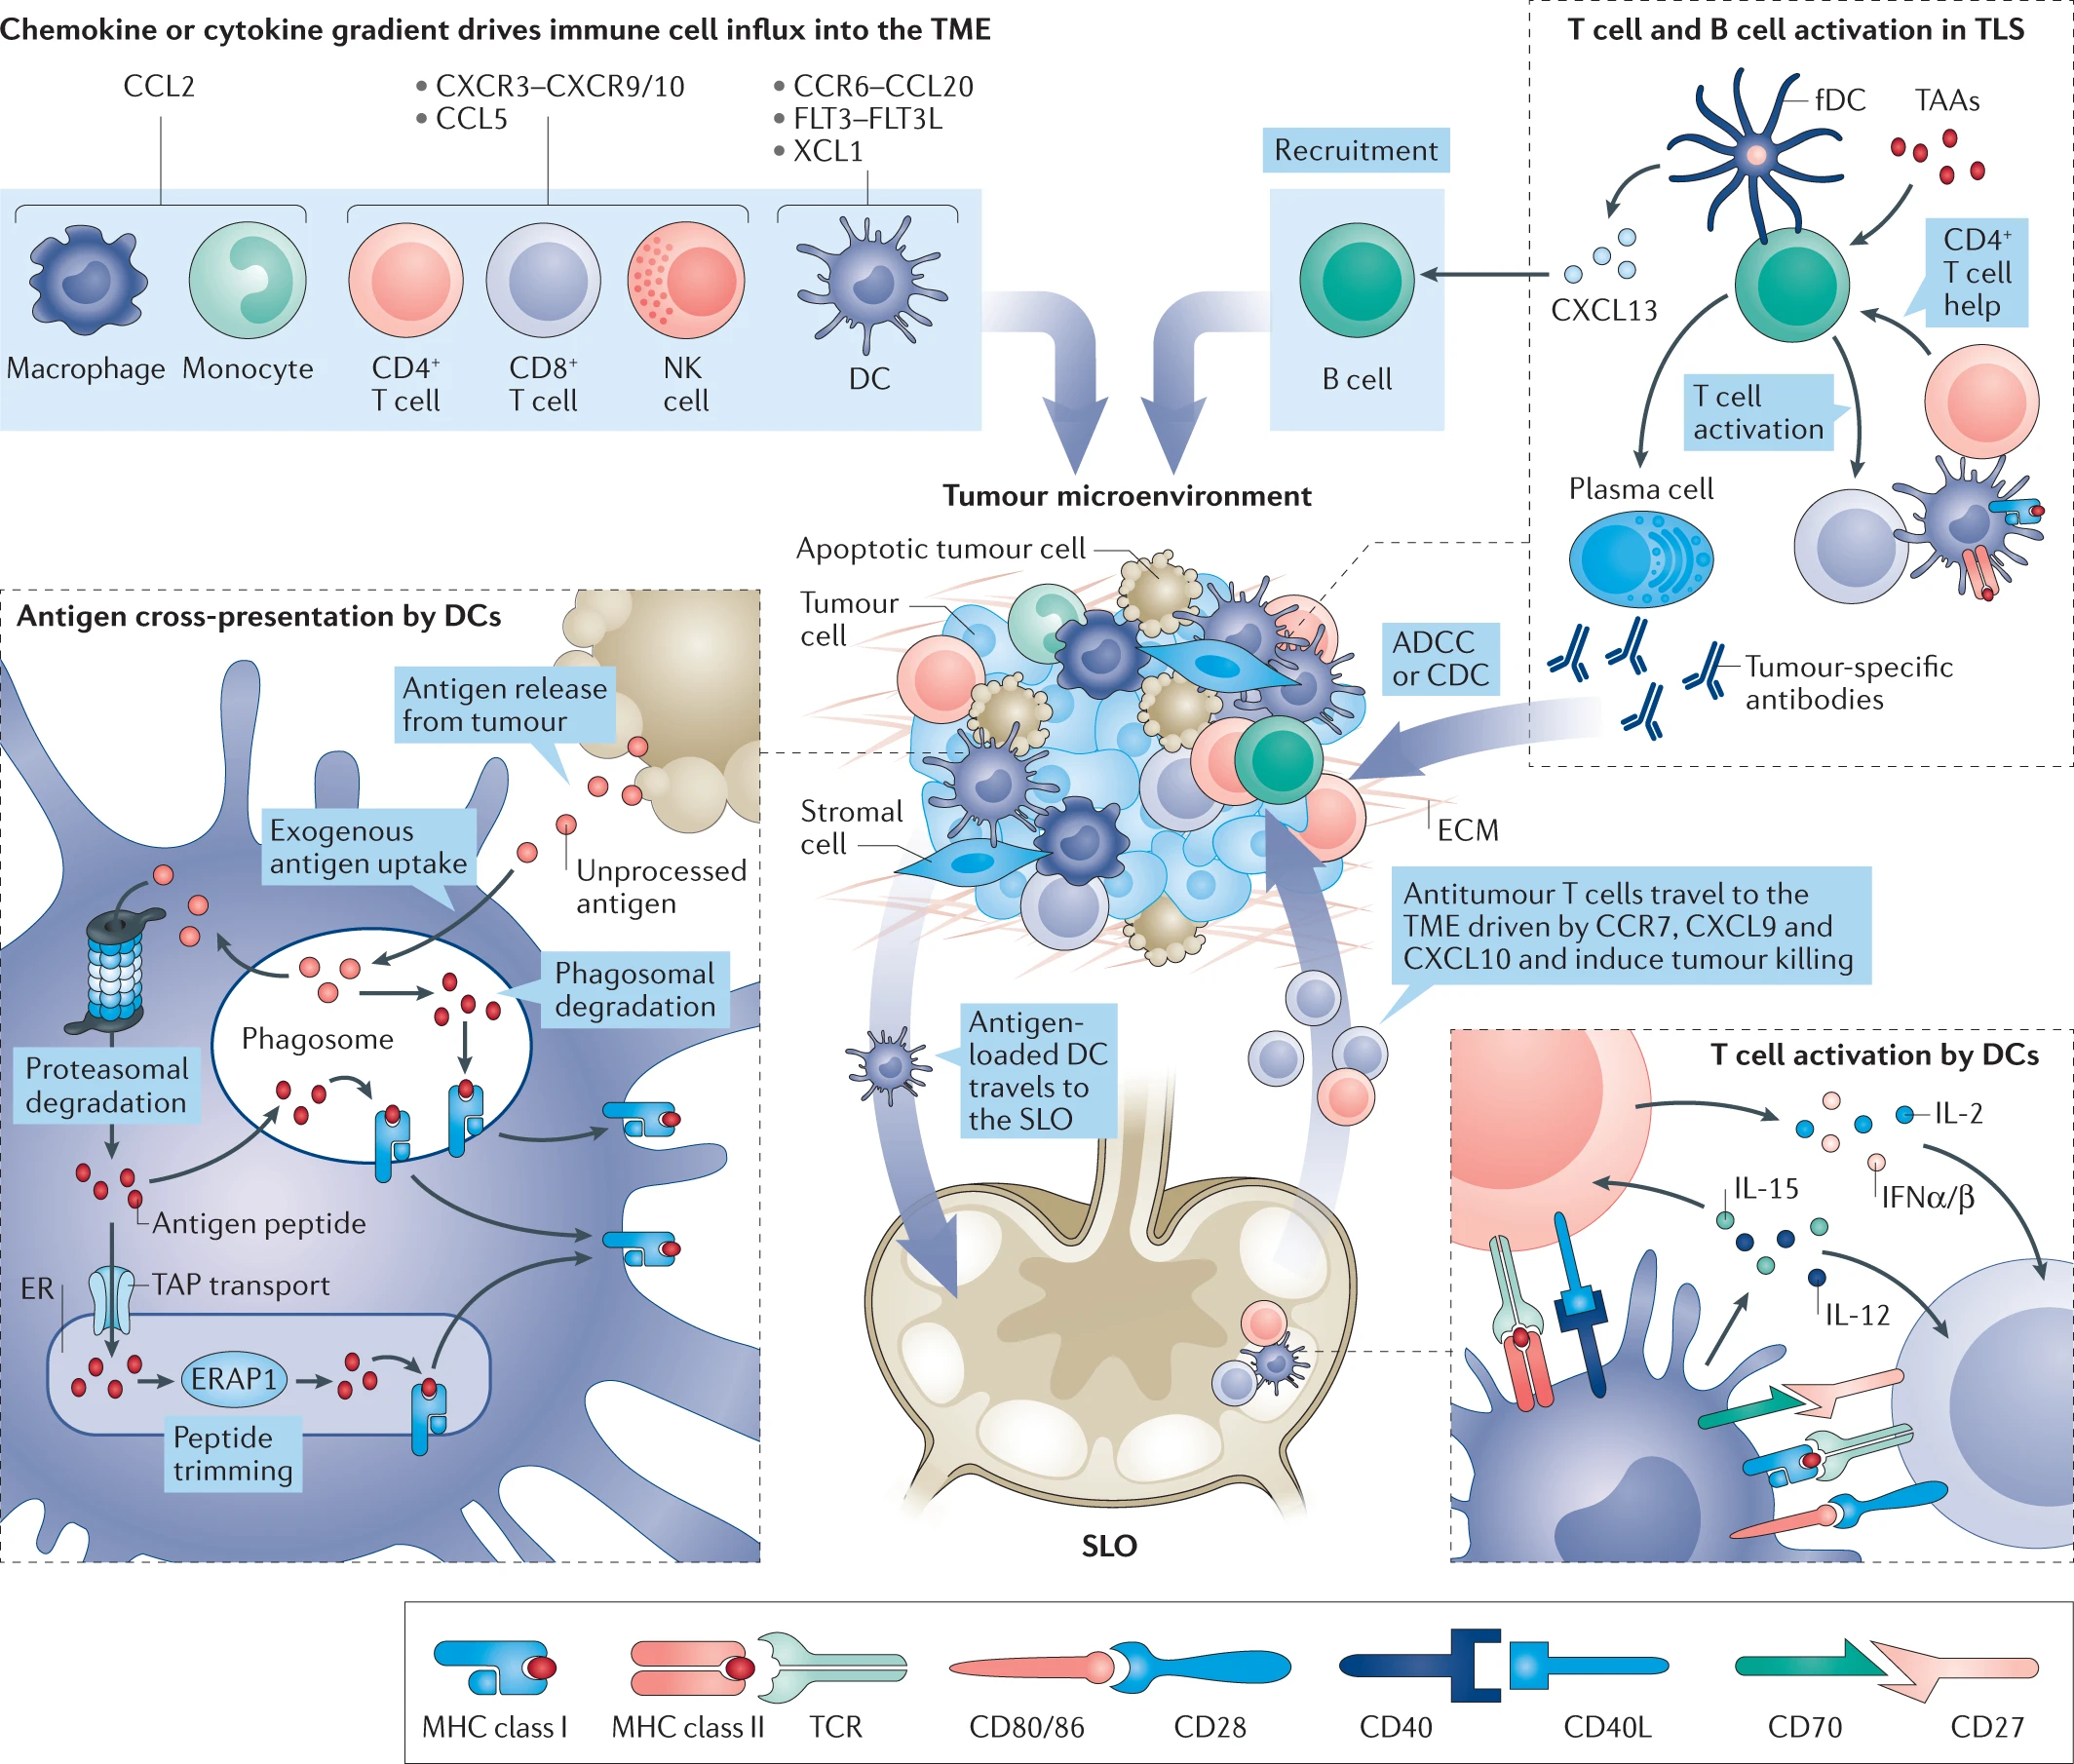 Chemokine or cytokine gradient drives immune cell influx into the TME
CCL2
• CXCR3–CXCR9/10
• CCL5
• CCR6–CCL20
• FLT3–FLT3L
• XCL1
Macrophage
Monocyte
CD4⁺
T cell
CD8⁺
T cell
NK
cell
DC
Recruitment
B cell
T cell and B cell activation in TLS
fDC
TAAs
CXCL13
CD4⁺
T cell
help
T cell
activation
Plasma cell
Tumour-specific
antibodies
ADCC
or CDC
Tumour microenvironment
Apoptotic tumour cell
Tumour
cell
Stromal
cell
ECM
Antigen cross-presentation by DCs
Antigen release
from tumour
Exogenous
antigen uptake
Unprocessed
antigen
Phagosomal
degradation
Phagosome
Proteasomal
degradation
Antigen peptide
ER
TAP transport
ERAP1
Peptide
trimming
Antigen-
loaded DC
travels to
the SLO
Antitumour T cells travel to the
TME driven by CCR7, CXCL9 and
CXCL10 and induce tumour killing
SLO
T cell activation by DCs
IL-2
IFNα/β
IL-15
IL-12
MHC class I
MHC class II
TCR
CD80/86
CD28
CD40
CD40L
CD70
CD27